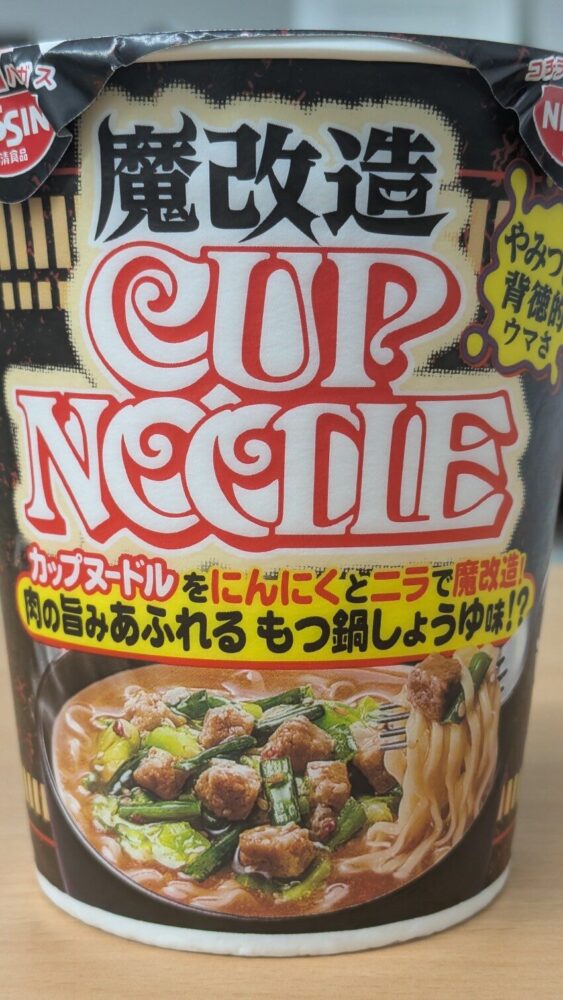 魔改造
CUP
NOODLE
やみつ
背徳的
ウマさ
カップヌードルをにんにくとニラで魔改造!
肉の旨みあふれる もつ鍋しょうゆ味!?